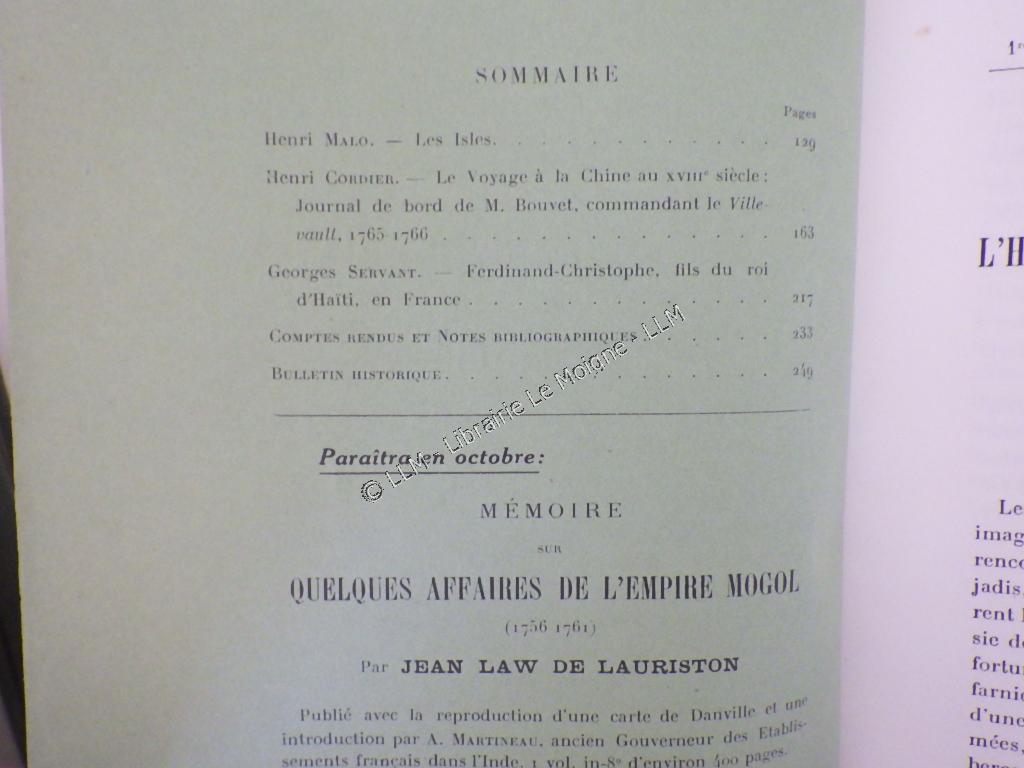 SOMMAIRE
Pages
Henri MALO. — Les Isles. . . . . . . . . . . . 129
Henri CORDIER. — Le Voyage à la Chine au XVIIIe siècle :
Journal de bord de M. Bouvet, commandant le Ville-
vault, 1765-1766 . . . . . . . . . . . . . . 163
Georges SERVANT. — Ferdinand-Christophe, fils du roi
d'Haïti, en France . . . . . . . . . . . . . 217
COMPTES RENDUS ET NOTES BIBLIOGRAPHIQUES . . . . . . 233
BULLETIN HISTORIQUE . . . . . . . . . . . . . . 249
© LLM - Librairie Le Moigne - LLM
Paraîtra en octobre :
MÉMOIRE
SUR
QUELQUES AFFAIRES DE L'EMPIRE MOGOL
(1756 1761)
Par JEAN LAW DE LAURISTON
Publié avec la reproduction d'une carte de Danville et une
introduction par A. MARTINEAU, ancien Gouverneur des Etablis-
sements français dans l'Inde. 1 vol. in-8° d'environ 400 pages.
1re
L'H
Le
imag
renco
jadis,
rent
sic de
fortu
farnie
d'une
mées,